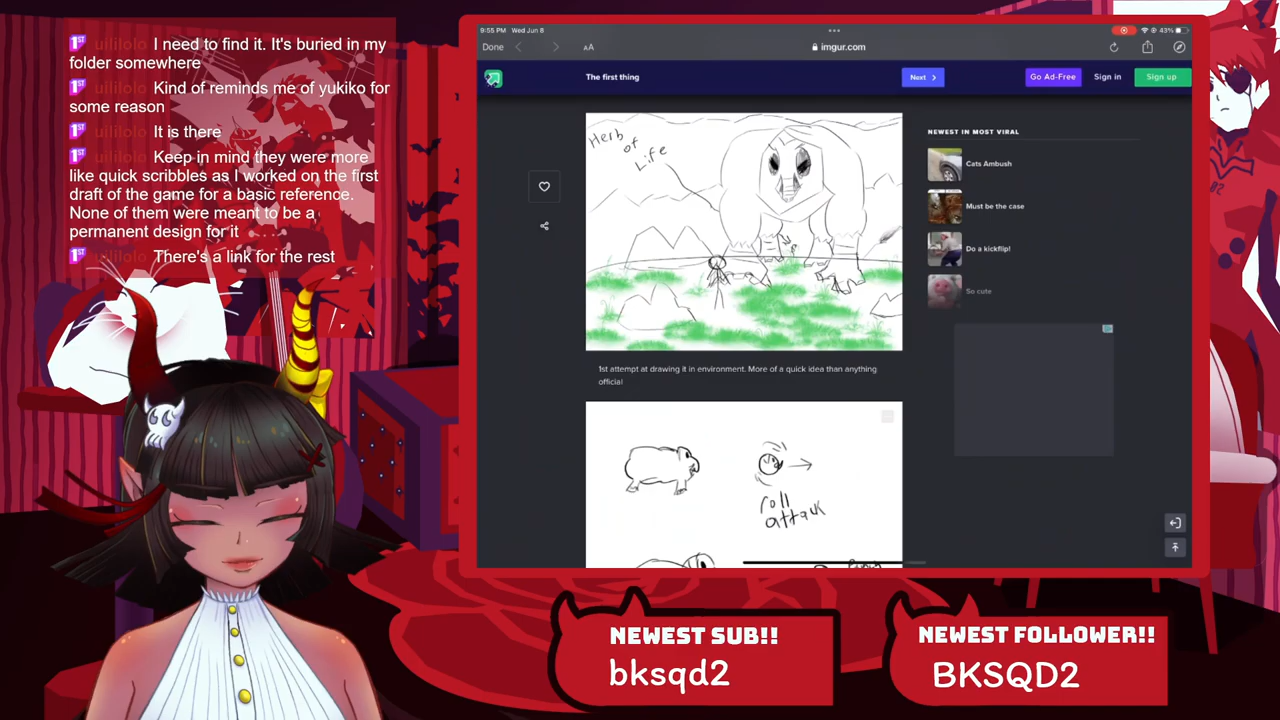 uililolo I need to find it. It's buried in my
folder somewhere
uililolo Kind of reminds me of yukiko for
some reason
uililolo It is there
uililolo Keep in mind they were more
like quick scribbles as I worked on the first
draft of the game for a basic reference.
None of them were meant to be a
permanent design for it
uililolo There's a link for the rest
9:55 PM Wed Jun 8
43%
Done
AA
imgur.com
The first thing
Next
Go Ad-Free
Sign in
Sign up
Herb
of
Life
NEWEST IN MOST VIRAL
Cats Ambush
Must be the case
Do a kickflip!
So cute
1st attempt at drawing it in environment. More of a quick idea than anything
official
roll
attack
NEWEST SUB!!
bksqd2
NEWEST FOLLOWER!!
BKSQD2